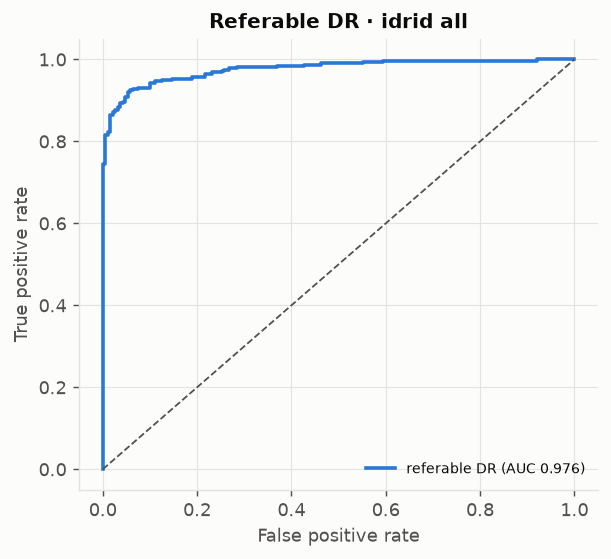 Referable DR · idrid all
True positive rate
1.0
0.8
0.6
0.4
0.2
0.0
referable DR (AUC 0.976)
0.0 0.2 0.4 0.6 0.8 1.0
False positive rate